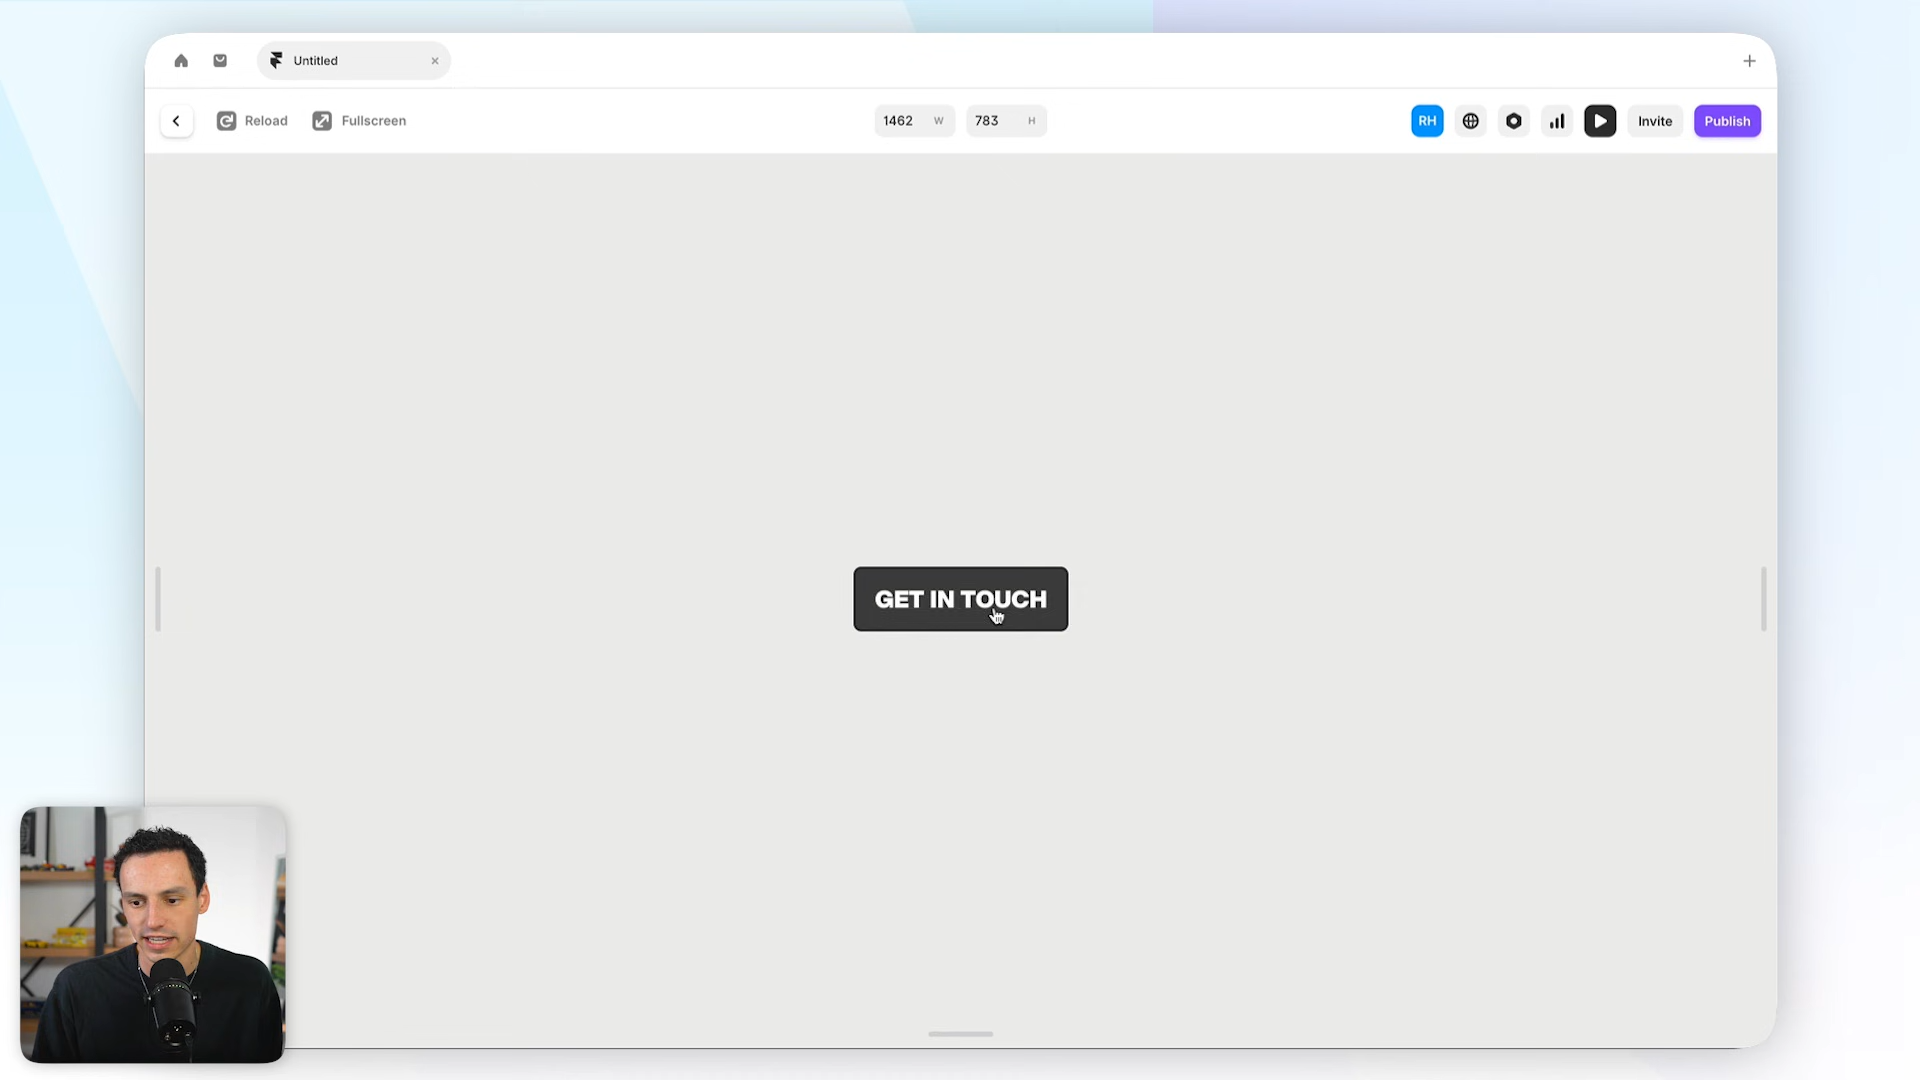 Untitled
Reload
Fullscreen
1462 W
783 H
RH
Invite
Publish
GET IN TOUCH